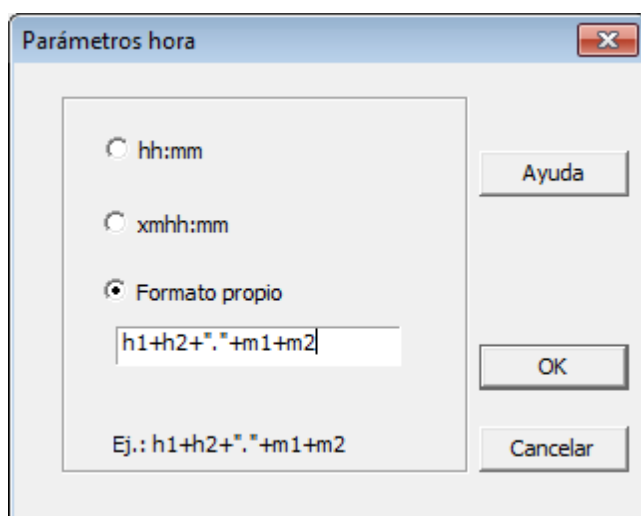 Parámetros hora
hh:mm
Ayuda
xmhh:mm
Formato propio
h1+h2+"."+m1+m2
OK
Ej.: h1+h2+"."+m1+m2
Cancelar